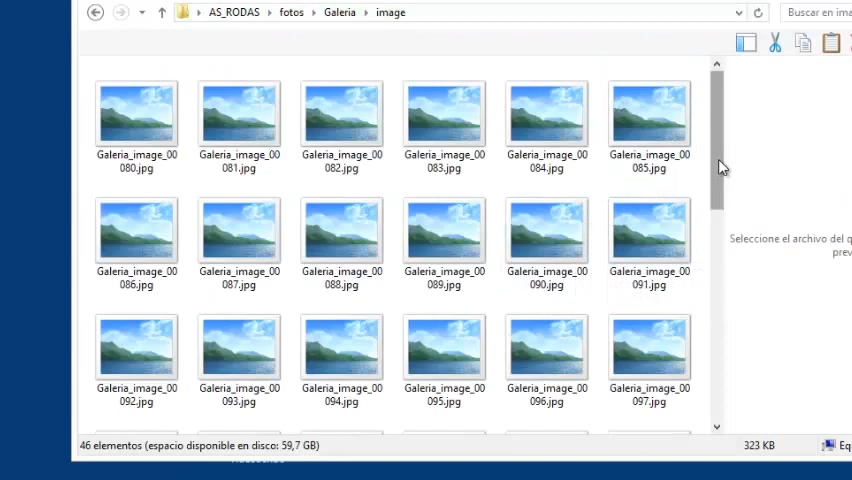 AS_RODAS fotos Galeria image
Buscar en ima
Galeria_image_00
080.jpg
Galeria_image_00
081.jpg
Galeria_image_00
082.jpg
Galeria_image_00
083.jpg
Galeria_image_00
084.jpg
Galeria_image_00
085.jpg
Seleccione el archivo del q
prev
Galeria_image_00
086.jpg
Galeria_image_00
087.jpg
Galeria_image_00
088.jpg
Galeria_image_00
089.jpg
Galeria_image_00
090.jpg
Galeria_image_00
091.jpg
Galeria_image_00
092.jpg
Galeria_image_00
093.jpg
Galeria_image_00
094.jpg
Galeria_image_00
095.jpg
Galeria_image_00
096.jpg
Galeria_image_00
097.jpg
46 elementos (espacio disponible en disco: 59,7 GB)
323 KB
Eq